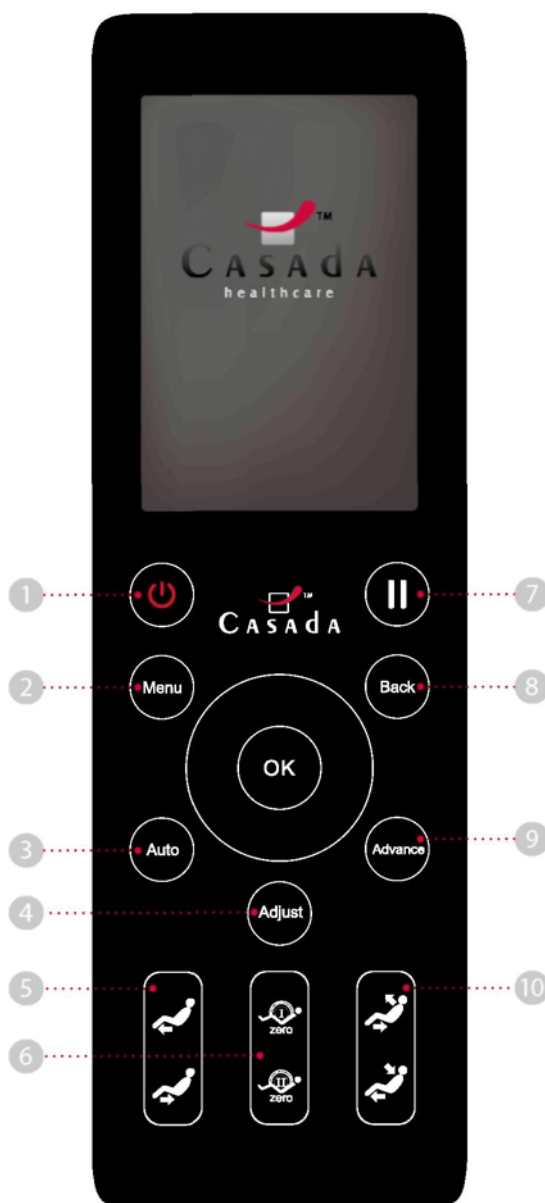 TM
CASAdA
healthcare
1
7
TM
CASAdA
2
Menu
Back
8
OK
3
Auto
Advance
9
4
Adjust
5
10
I
zero
6
II
zero